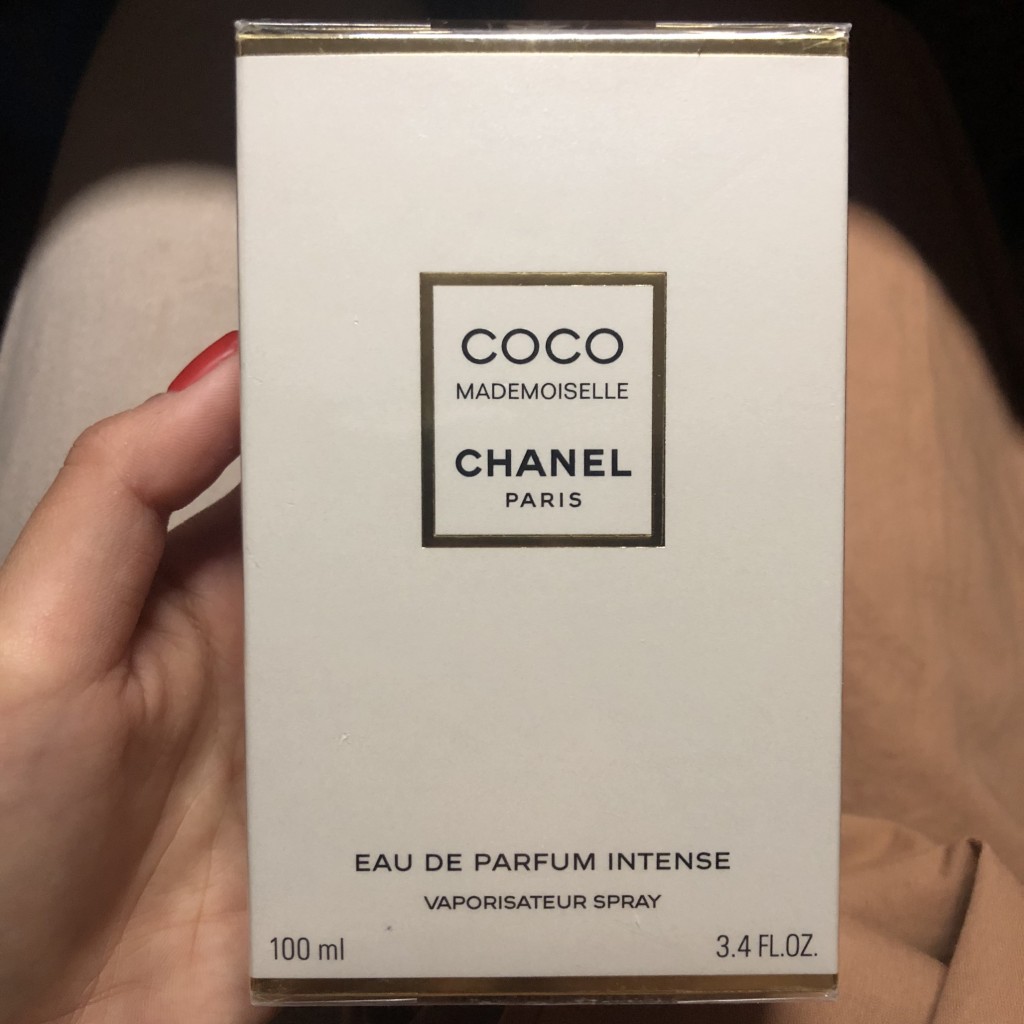 COCO
MADEMOISELLE
CHANEL
PARIS
EAU DE PARFUM INTENSE
VAPORISATEUR SPRAY
100 ml
3.4 FL.OZ.